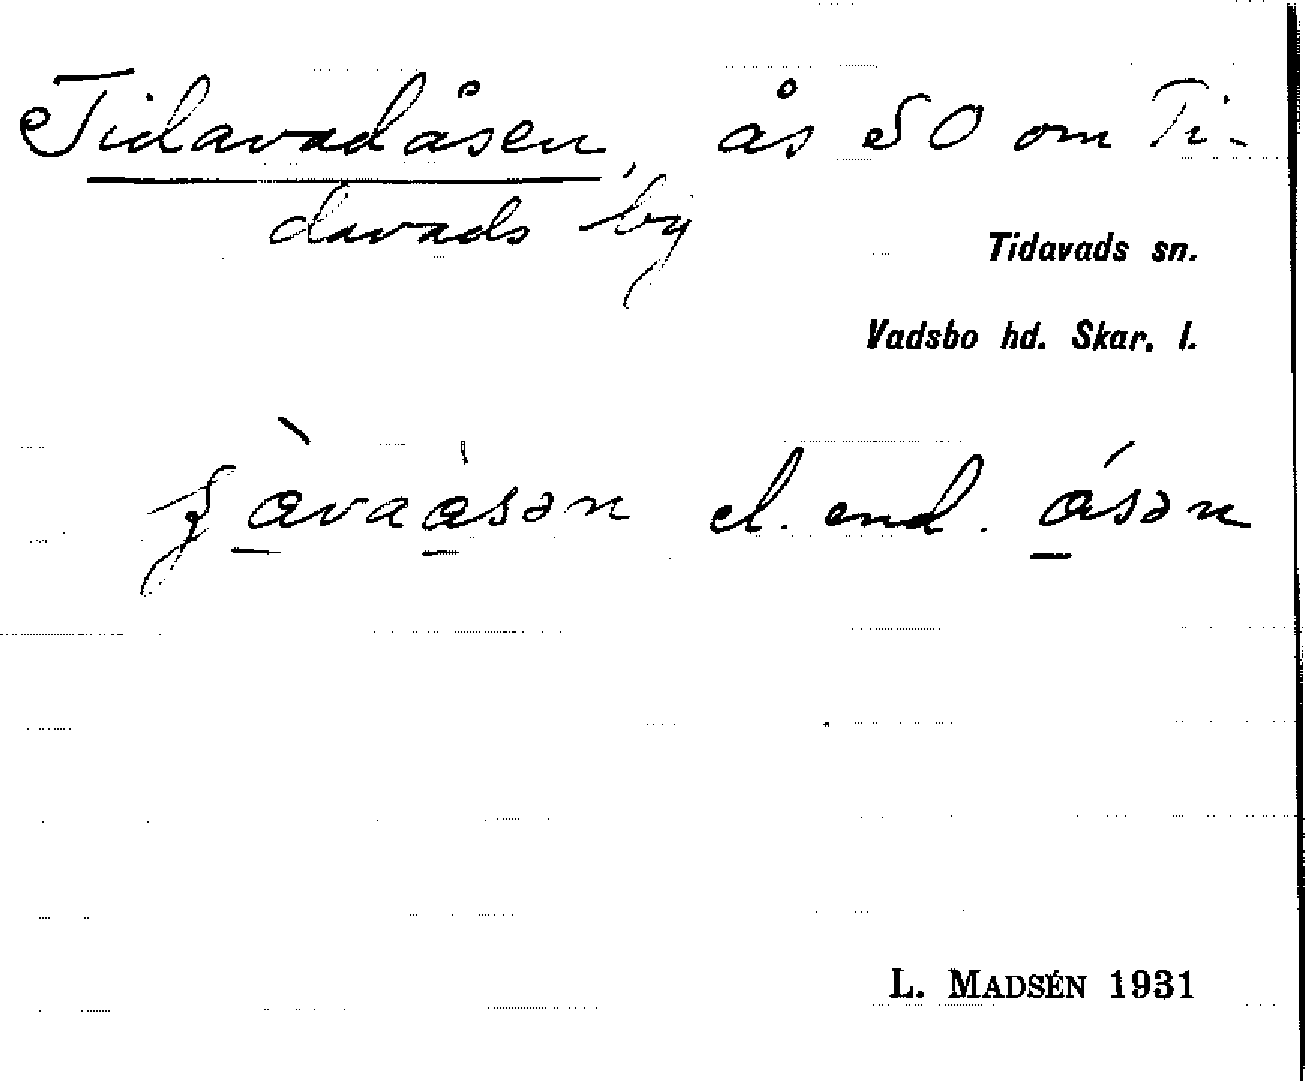 Tidavadåsen, ås SO om Ti-
davads by
Tidavads sn.
Vadsbo hd. Skar. l.
el. end. åsən
L. MADSÉN 1931